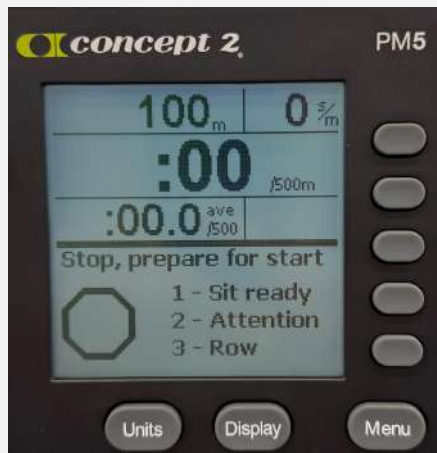 concept 2. PM5
100 m 0 s/m
:00 /500m
:00.0 ave /500
Stop, prepare for start
1 - Sit ready
2 - Attention
3 - Row
Units Display Menu